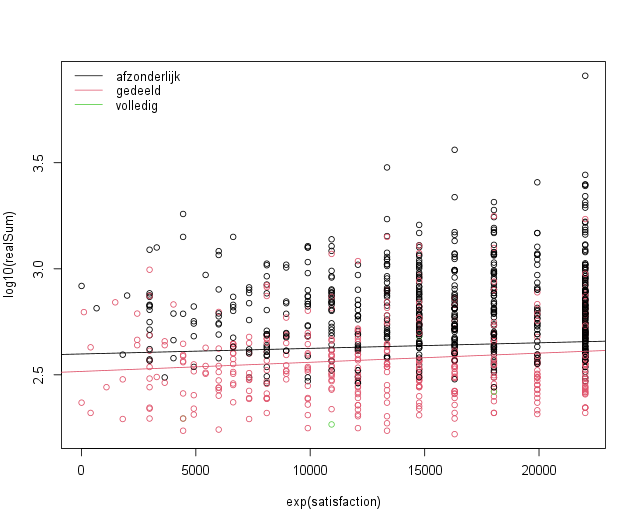 afzonderlijk
gedeeld
volledig
log10(realSum)
3.5
3.0
2.5
0 5000 10000 15000 20000
exp(satisfaction)